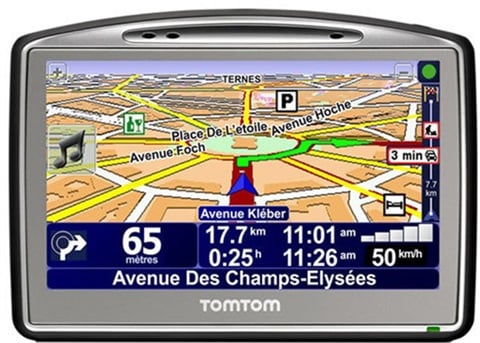 TERNES
P
Place De L'etoile
Avenue Hoche
Avenue Foch
3 min
7.7 km
Avenue Kléber
65 mètres
17.7 km 11:01 am
0:25 h 11:26 am 50 km/h
Avenue Des Champs-Elysées
TOMTOM